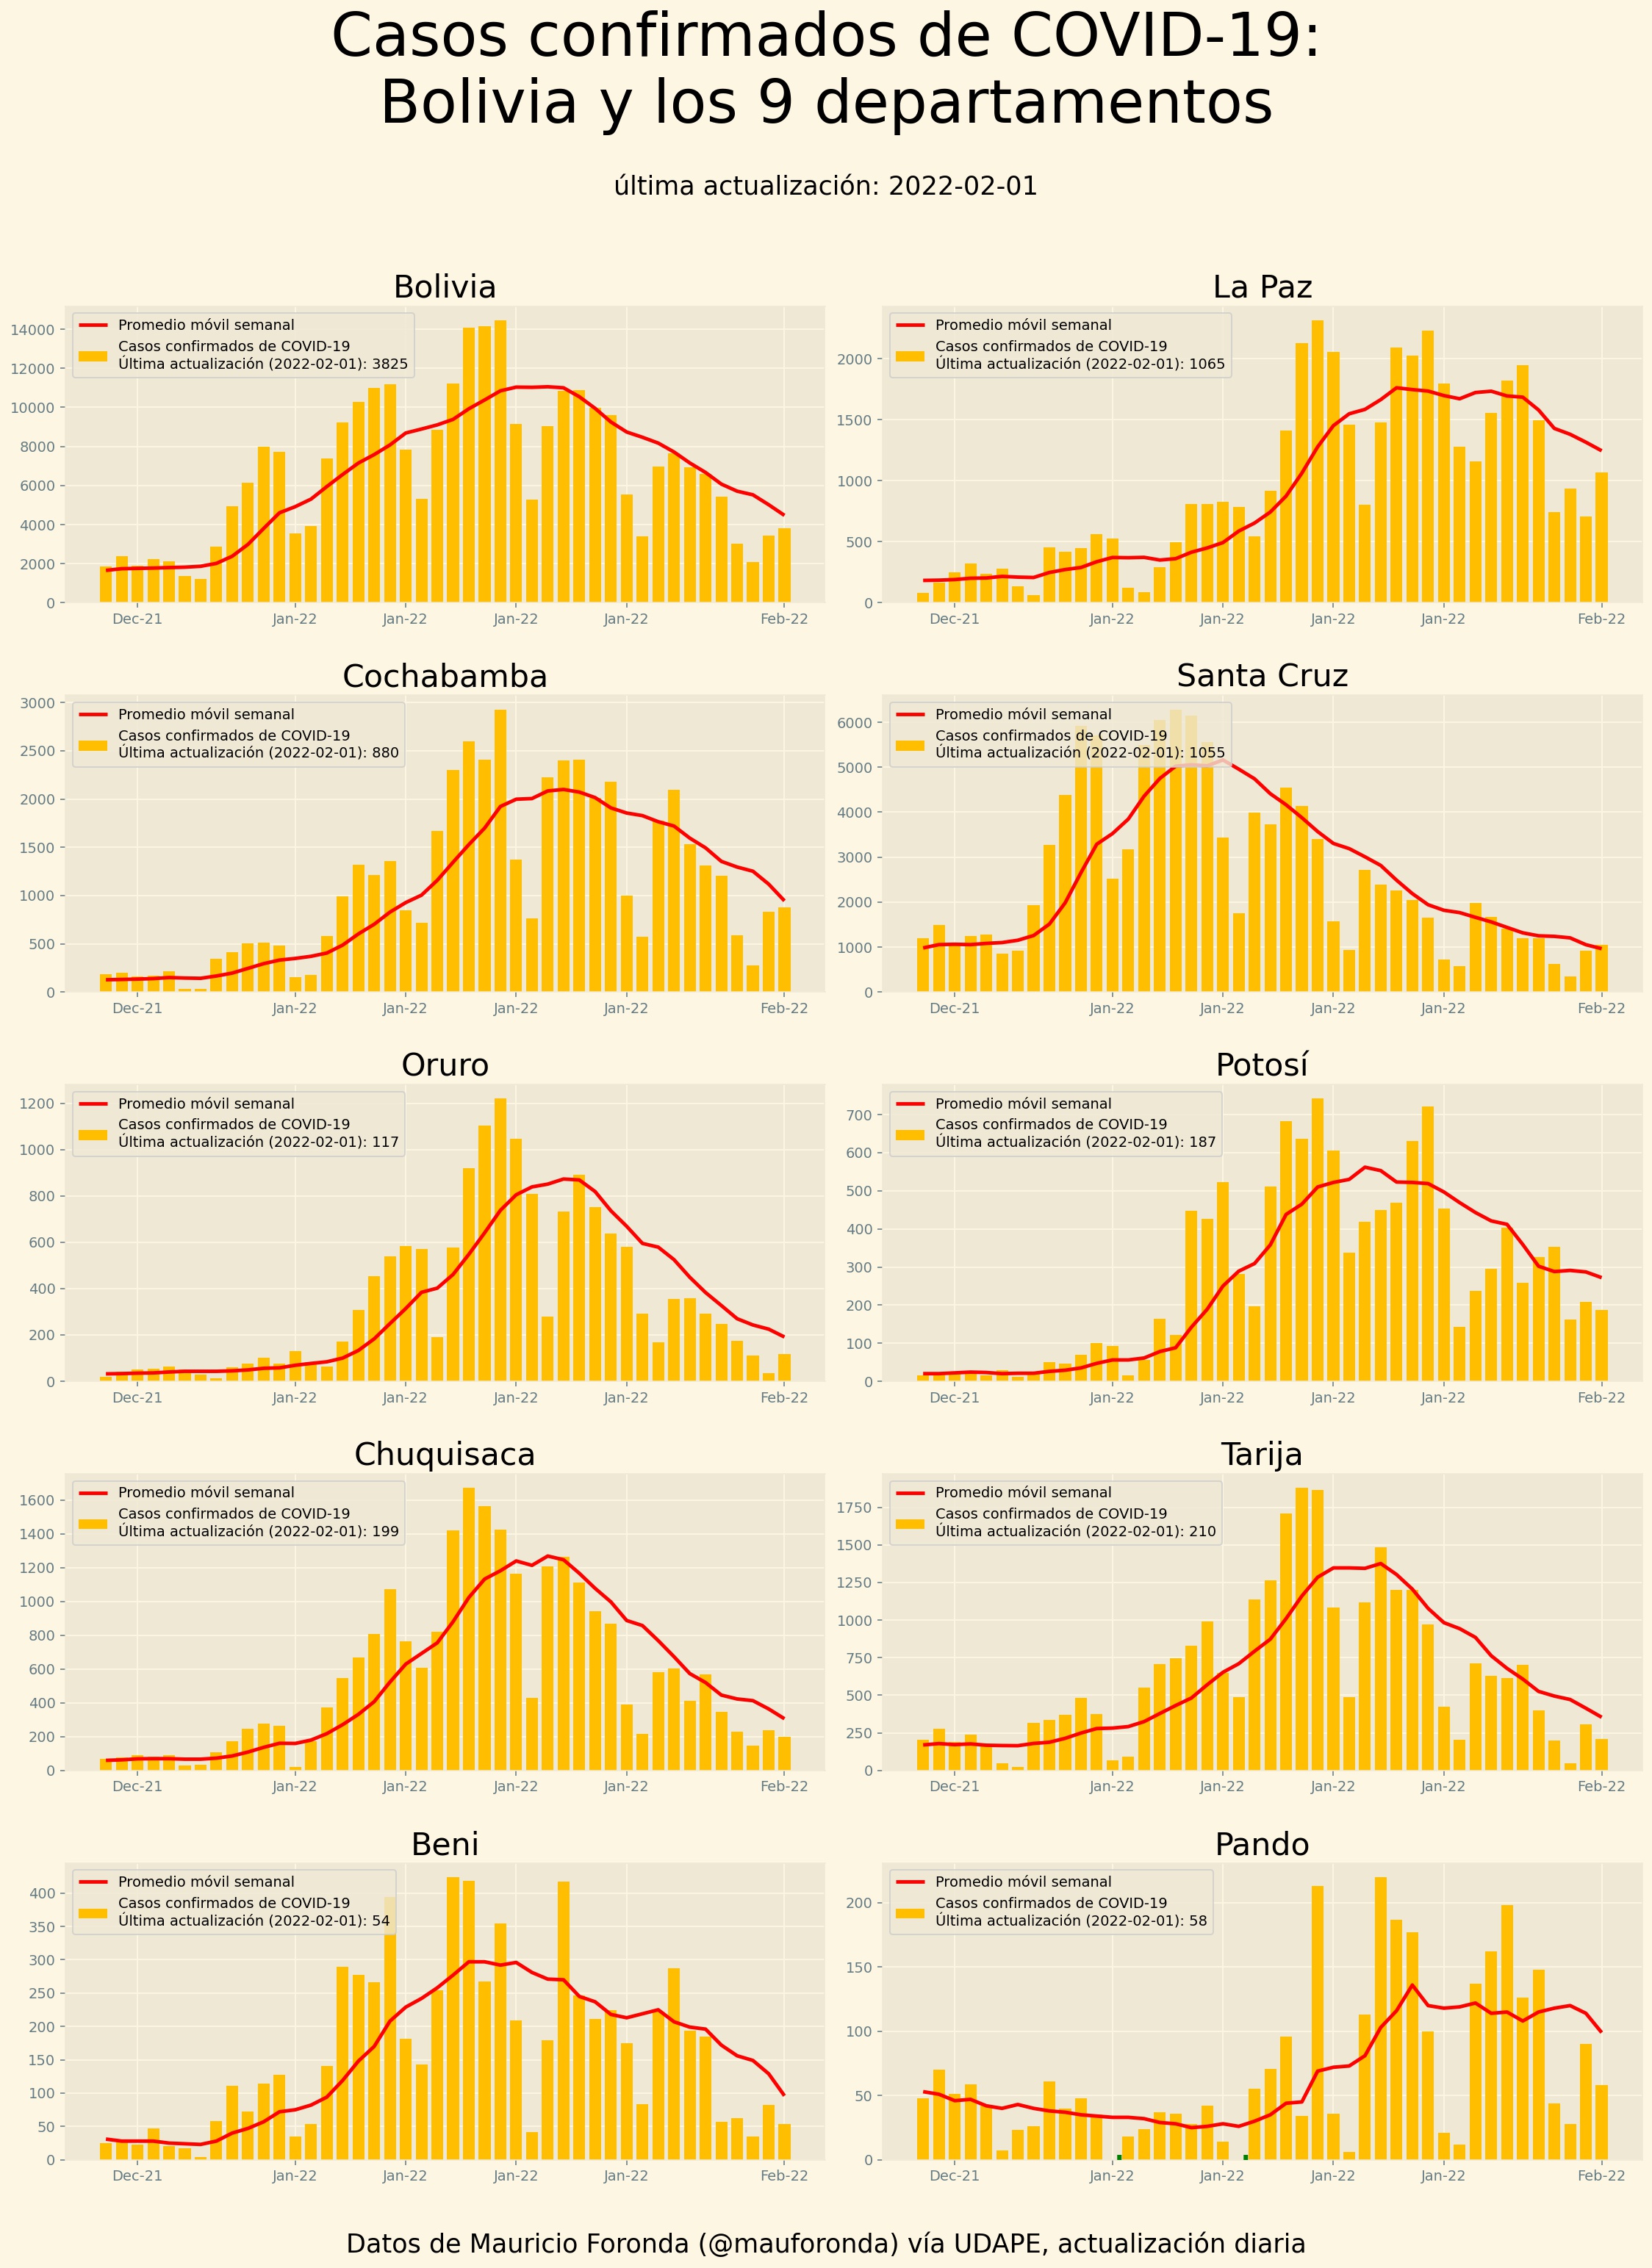 Casos confirmados de COVID-19:
Bolivia y los 9 departamentos
última actualización: 2022-02-01
Bolivia
Promedio móvil semanal
Casos confirmados de COVID-19
Última actualización (2022-02-01): 3825
14000
12000
10000
8000
6000
4000
2000
0
Dec-21 Jan-22 Jan-22 Jan-22 Jan-22 Feb-22
La Paz
Promedio móvil semanal
Casos confirmados de COVID-19
Última actualización (2022-02-01): 1065
2000
1500
1000
500
0
Dec-21 Jan-22 Jan-22 Jan-22 Jan-22 Feb-22
Cochabamba
Promedio móvil semanal
Casos confirmados de COVID-19
Última actualización (2022-02-01): 880
3000
2500
2000
1500
1000
500
0
Dec-21 Jan-22 Jan-22 Jan-22 Jan-22 Feb-22
Santa Cruz
Promedio móvil semanal
Casos confirmados de COVID-19
Última actualización (2022-02-01): 1055
6000
5000
4000
3000
2000
1000
0
Dec-21 Jan-22 Jan-22 Jan-22 Jan-22 Feb-22
Oruro
Promedio móvil semanal
Casos confirmados de COVID-19
Última actualización (2022-02-01): 117
1200
1000
800
600
400
200
0
Dec-21 Jan-22 Jan-22 Jan-22 Jan-22 Feb-22
Potosí
Promedio móvil semanal
Casos confirmados de COVID-19
Última actualización (2022-02-01): 187
700
600
500
400
300
200
100
0
Dec-21 Jan-22 Jan-22 Jan-22 Jan-22 Feb-22
Chuquisaca
Promedio móvil semanal
Casos confirmados de COVID-19
Última actualización (2022-02-01): 199
1600
1400
1200
1000
800
600
400
200
0
Dec-21 Jan-22 Jan-22 Jan-22 Jan-22 Feb-22
Tarija
Promedio móvil semanal
Casos confirmados de COVID-19
Última actualización (2022-02-01): 210
1750
1500
1250
1000
750
500
250
0
Dec-21 Jan-22 Jan-22 Jan-22 Jan-22 Feb-22
Beni
Promedio móvil semanal
Casos confirmados de COVID-19
Última actualización (2022-02-01): 54
400
350
300
250
200
150
100
50
0
Dec-21 Jan-22 Jan-22 Jan-22 Jan-22 Feb-22
Pando
Promedio móvil semanal
Casos confirmados de COVID-19
Última actualización (2022-02-01): 58
200
150
100
50
0
Dec-21 Jan-22 Jan-22 Jan-22 Jan-22 Feb-22
Datos de Mauricio Foronda (@mauforonda) vía UDAPE, actualización diaria